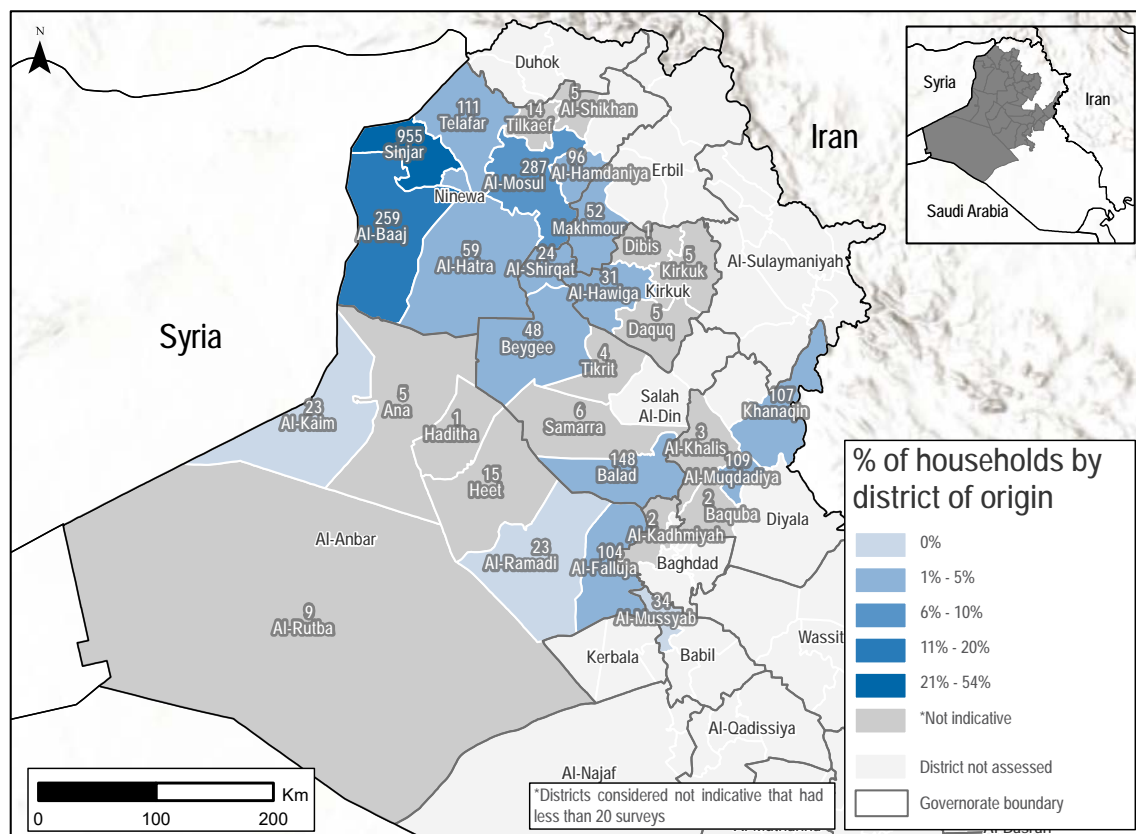 N
Duhok
5
Al-Shikhan
14
Tilkaef
111
Telafar
955
Sinjar
287
Al-Mosul
96
Al-Hamdaniya
Erbil
Iran
Ninewa
259
Al-Baaj
52
Makhmour
1
Dibis
59
Al-Hatra
24
Al-Shirqat
31
Al-Hawiga
5
Kirkuk
Kirkuk
Al-Sulaymaniyah
5
Daquq
Syria
48
Beygee
4
Tikrit
5
Ana
23
Al-Kaim
1
Haditha
6
Samarra
Salah
Al-Din
107
Khanaqin
3
Al-Khalis
148
Balad
109
Al-Muqdadiya
15
Heet
2
Baquba
Diyala
2
Al-Kadhmiyah
Al-Anbar
23
Al-Ramadi
104
Al-Falluja
Baghdad
34
Al-Mussyab
9
Al-Rutba
Kerbala
Babil
Wassit
Al-Qadissiya
Al-Najaf
Syria
Iran
Saudi Arabia
% of households by
district of origin
0%
1% - 5%
6% - 10%
11% - 20%
21% - 54%
*Not indicative
District not assessed
Governorate boundary
Km
0
100
200
*Districts considered not indicative that had
less than 20 surveys